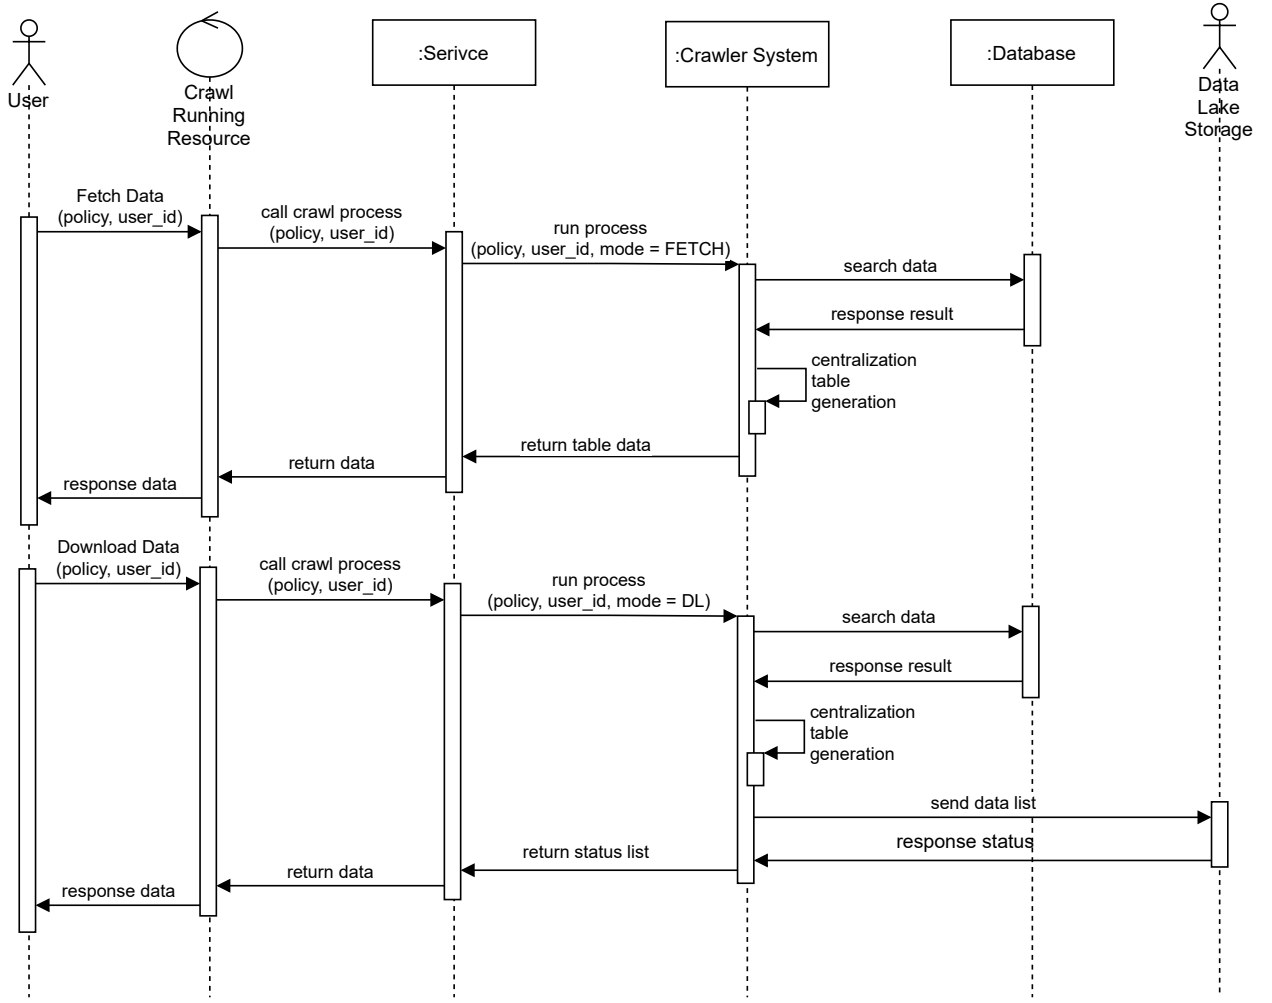 User
Crawl
Running
Resource
:Serivce
:Crawler System
:Database
Data
Lake
Storage
Fetch Data
(policy, user_id)
call crawl process
(policy, user_id)
run process
(policy, user_id, mode = FETCH)
search data
response result
centralization
table
generation
return table data
return data
response data
Download Data
(policy, user_id)
call crawl process
(policy, user_id)
run process
(policy, user_id, mode = DL)
search data
response result
centralization
table
generation
send data list
response status
return status list
return data
response data